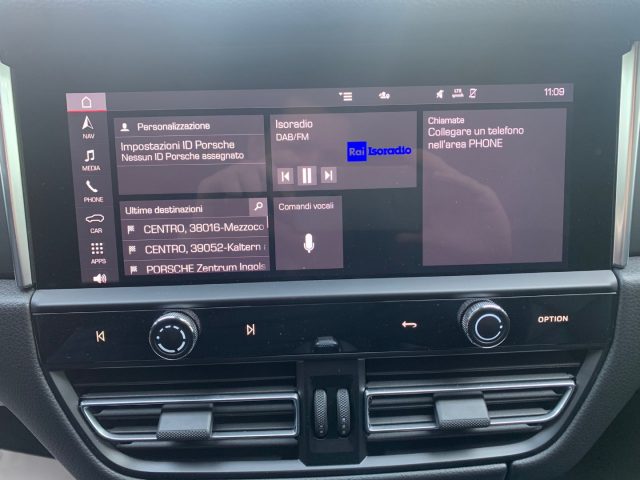 11:09
NAV
MEDIA
PHONE
CAR
APPS
Personalizzazione
Impostazioni ID Porsche
Nessun ID Porsche assegnato
Ultime destinazioni
CENTRO, 38016-Mezzoco
CENTRO, 39052-Kaltern a
PORSCHE Zentrum Ingols
Isoradio
DAB/FM
Rai Isoradio
Comandi vocali
Chiamate
Collegare un telefono
nell'area PHONE
OPTION